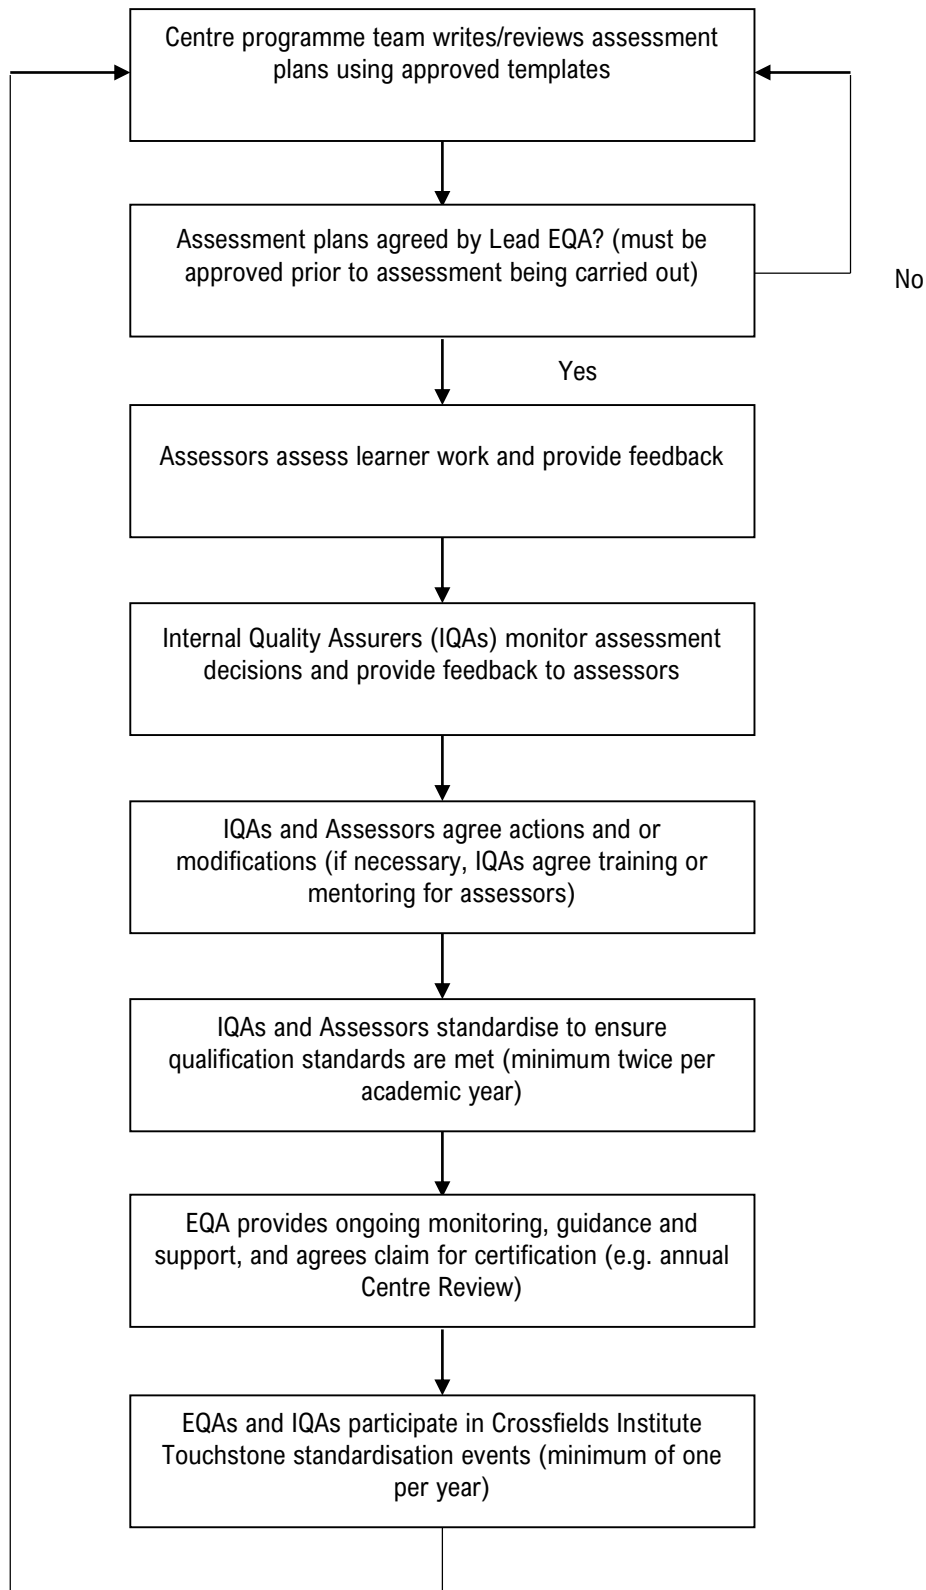 Centre programme team writes/reviews assessment
plans using approved templates
Assessment plans agreed by Lead EQA? (must be
approved prior to assessment being carried out)
No
Yes
Assessors assess learner work and provide feedback
Internal Quality Assurers (IQAs) monitor assessment
decisions and provide feedback to assessors
IQAs and Assessors agree actions and or
modifications (if necessary, IQAs agree training or
mentoring for assessors)
IQAs and Assessors standardise to ensure
qualification standards are met (minimum twice per
academic year)
EQA provides ongoing monitoring, guidance and
support, and agrees claim for certification (e.g. annual
Centre Review)
EQAs and IQAs participate in Crossfields Institute
Touchstone standardisation events (minimum of one
per year)